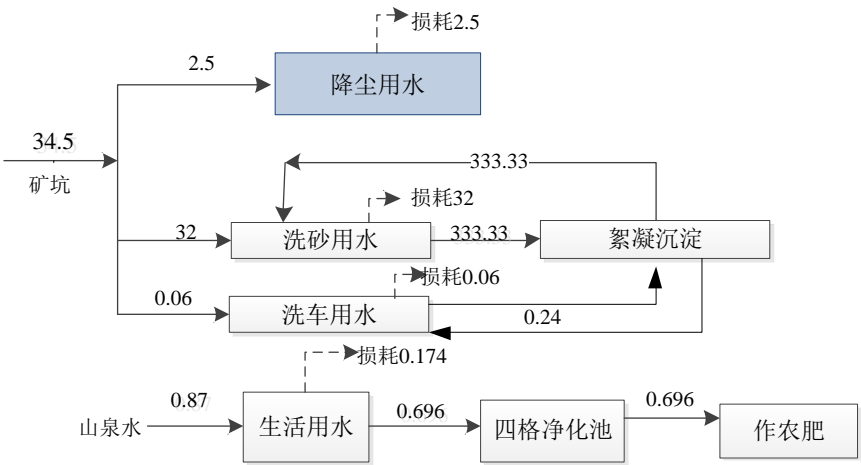 损耗2.5
2.5
降尘用水
34.5
矿坑
333.33
损耗32
32
洗砂用水
333.33
絮凝沉淀
损耗0.06
0.06
洗车用水
0.24
损耗0.174
山泉水
0.87
生活用水
0.696
四格净化池
0.696
作农肥